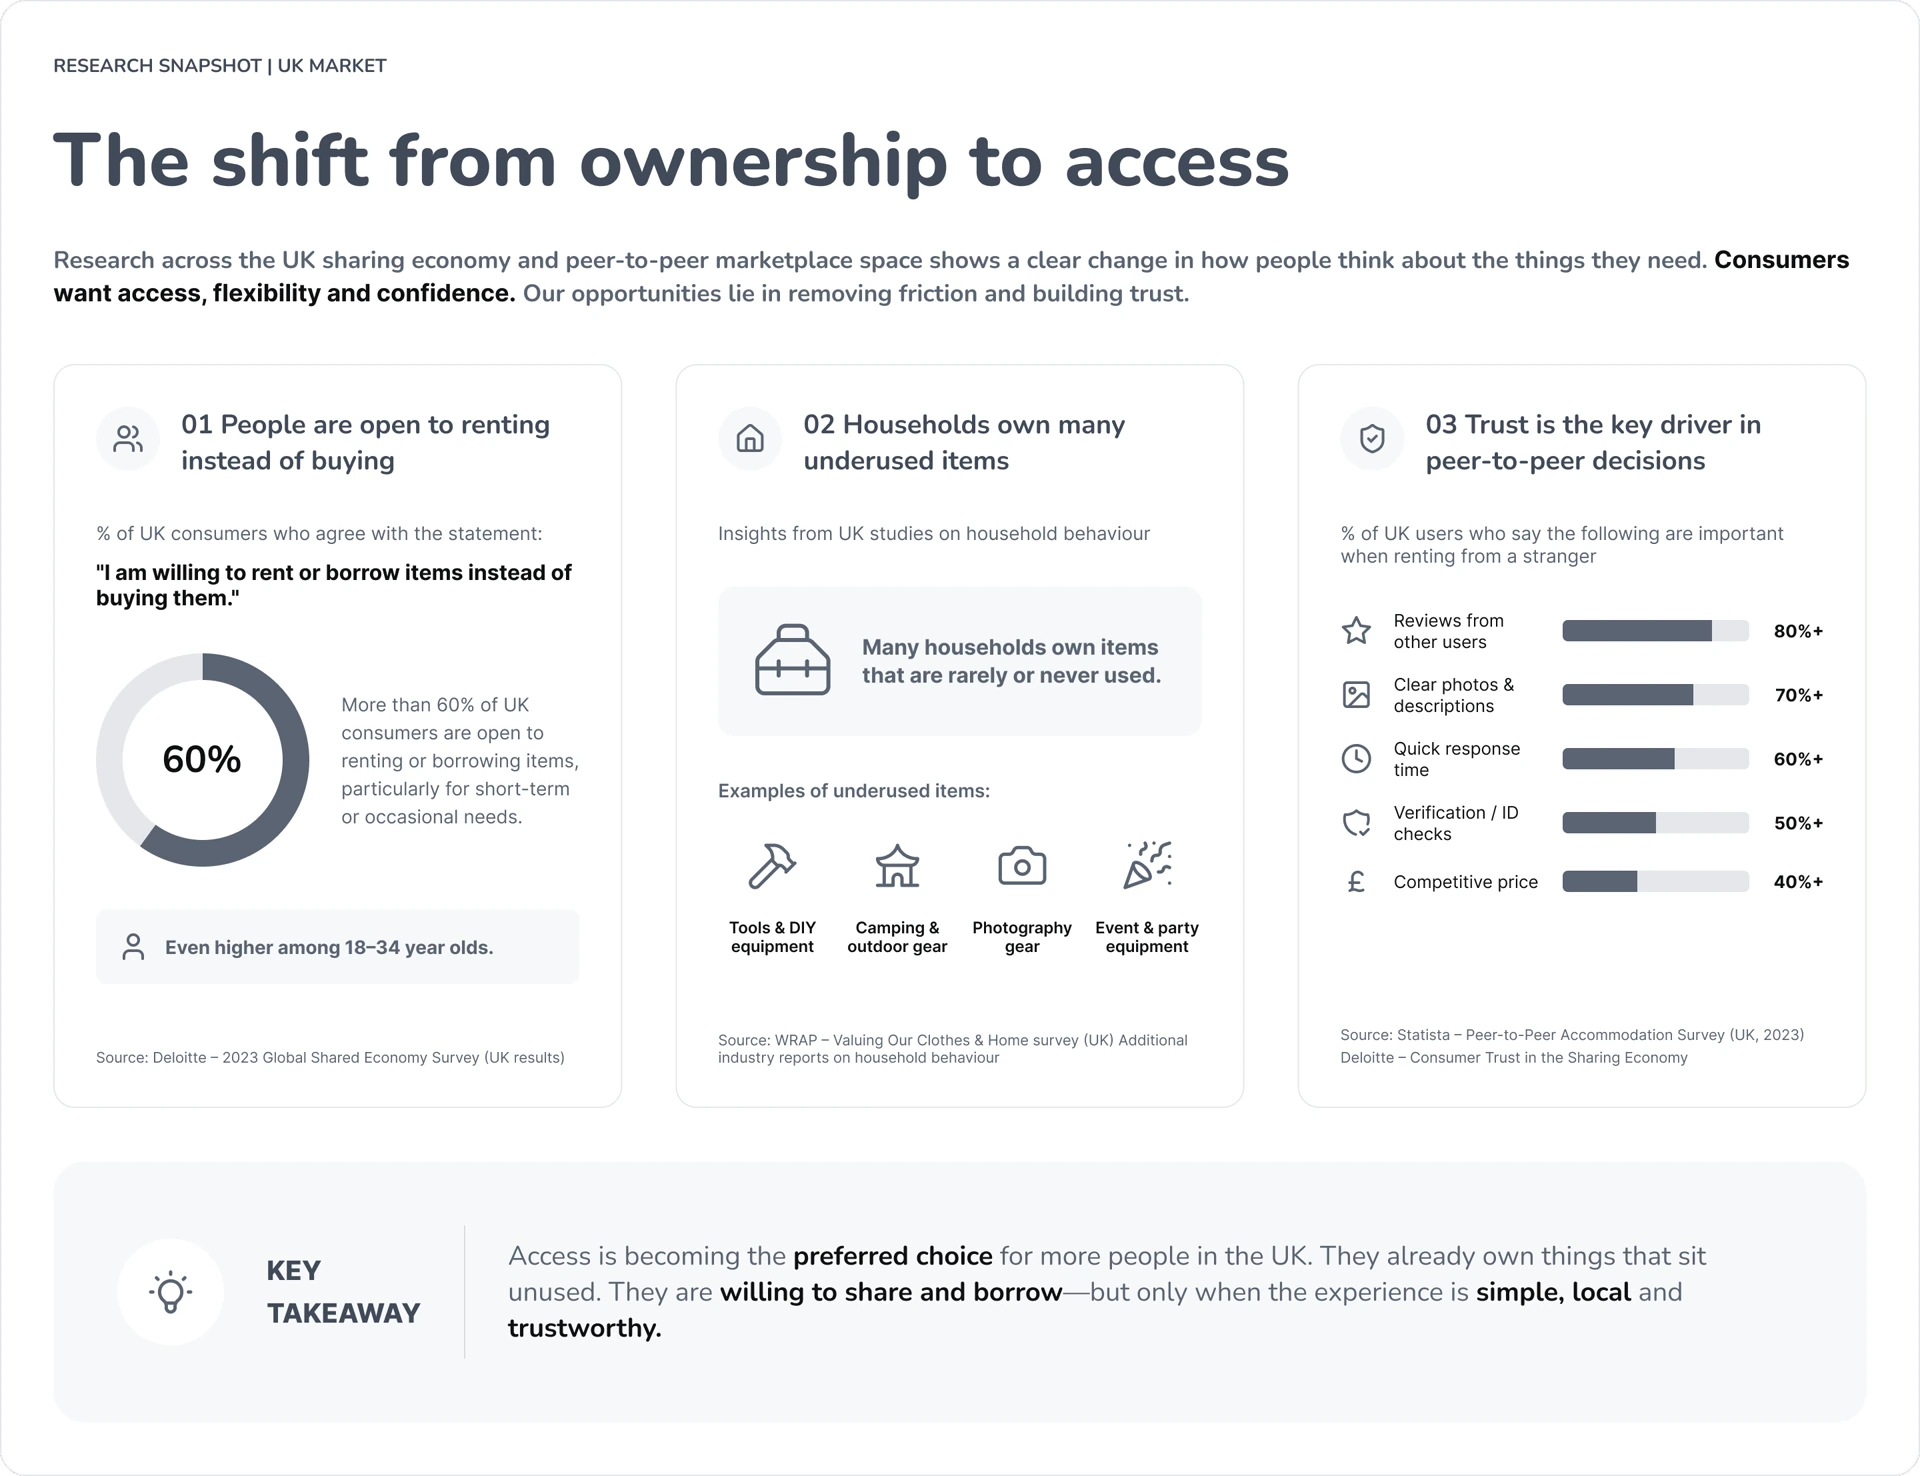 RESEARCH SNAPSHOT | UK MARKET
The shift from ownership to access
Research across the UK sharing economy and peer-to-peer marketplace space shows a clear change in how people think about the things they need. Consumers
want access, flexibility and confidence. Our opportunities lie in removing friction and building trust.
01 People are open to renting
instead of buying
% of UK consumers who agree with the statement:
"I am willing to rent or borrow items instead of
buying them."
60%
More than 60% of UK
consumers are open to
renting or borrowing items,
particularly for short-term
or occasional needs.
Even higher among 18–34 year olds.
Source: Deloitte – 2023 Global Shared Economy Survey (UK results)
02 Households own many
underused items
Insights from UK studies on household behaviour
Many households own items
that are rarely or never used.
Examples of underused items:
Tools & DIY
equipment
Camping &
outdoor gear
Photography
gear
Event & party
equipment
Source: WRAP – Valuing Our Clothes & Home survey (UK) Additional
industry reports on household behaviour
03 Trust is the key driver in
peer-to-peer decisions
% of UK users who say the following are important
when renting from a stranger
Reviews from
other users
80%+
Clear photos &
descriptions
70%+
Quick response
time
60%+
Verification / ID
checks
50%+
£
Competitive price
40%+
Source: Statista – Peer-to-Peer Accommodation Survey (UK, 2023)
Deloitte – Consumer Trust in the Sharing Economy
KEY
TAKEAWAY
Access is becoming the preferred choice for more people in the UK. They already own things that sit
unused. They are willing to share and borrow—but only when the experience is simple, local and
trustworthy.